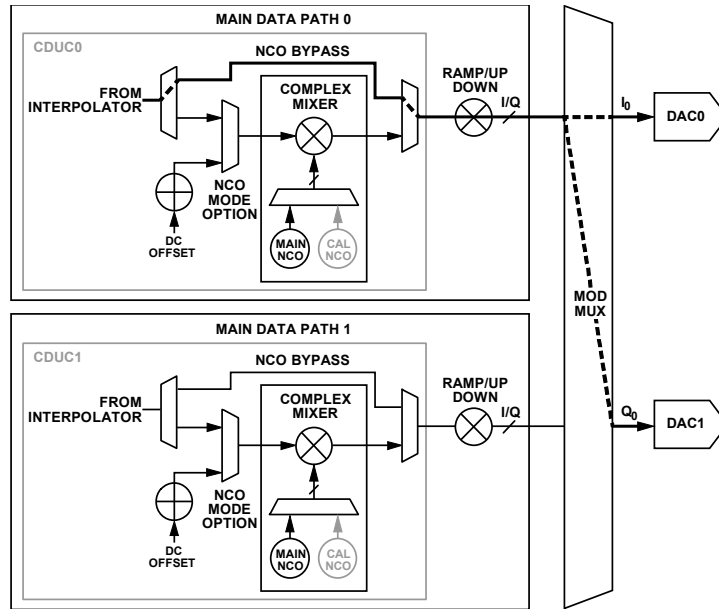 MAIN DATA PATH 0
CDUC0
NCO BYPASS
FROM
INTERPOLATOR
COMPLEX
MIXER
RAMP/UP
DOWN
I/Q
I0
DAC0
NCO
MODE
OPTION
DC
OFFSET
MAIN
NCO
CAL
NCO
MOD
MUX
MAIN DATA PATH 1
CDUC1
NCO BYPASS
FROM
INTERPOLATOR
COMPLEX
MIXER
RAMP/UP
DOWN
I/Q
Q0
DAC1
NCO
MODE
OPTION
DC
OFFSET
MAIN
NCO
CAL
NCO